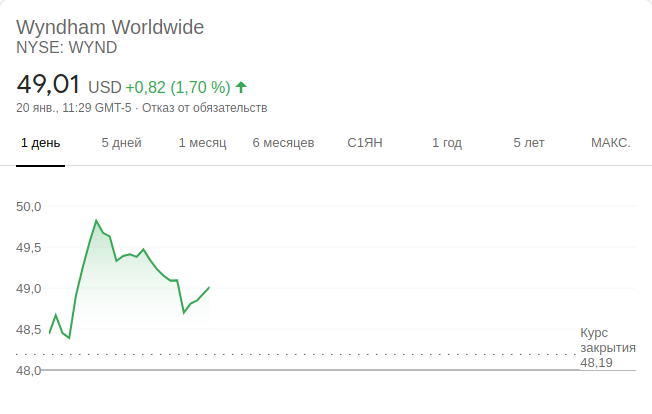 Wyndham Worldwide
NYSE: WYND
49,01 USD +0,82 (1,70 %)
20 янв., 11:29 GMT-5 · Отказ от обязательств
1 день 5 дней 1 месяц 6 месяцев С1ЯН 1 год 5 лет МАКС.
50,0
49,5
49,0
48,5
Курс
закрытия
48,19
48,0